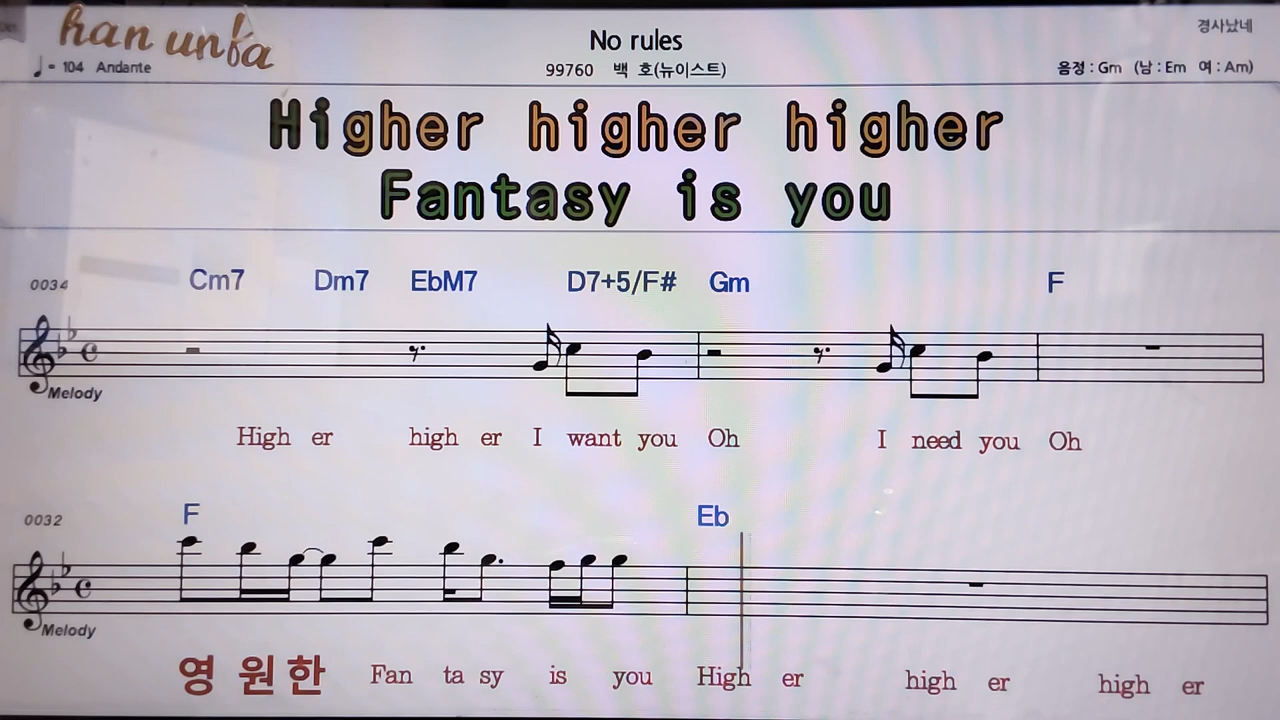 han unfa
No rules
경사났네
♩= 104 Andante
99760 백 호(뉴이스트)
음정 : Gm (남 : Em 여 : Am)
Higher higher higher
Fantasy is you
0034 Cm7 Dm7 EbM7 D7+5/F# Gm F
Melody
High er high er I want you Oh I need you Oh
0032 F Eb
Melody
영 원 한 Fan ta sy is you High er high er high er